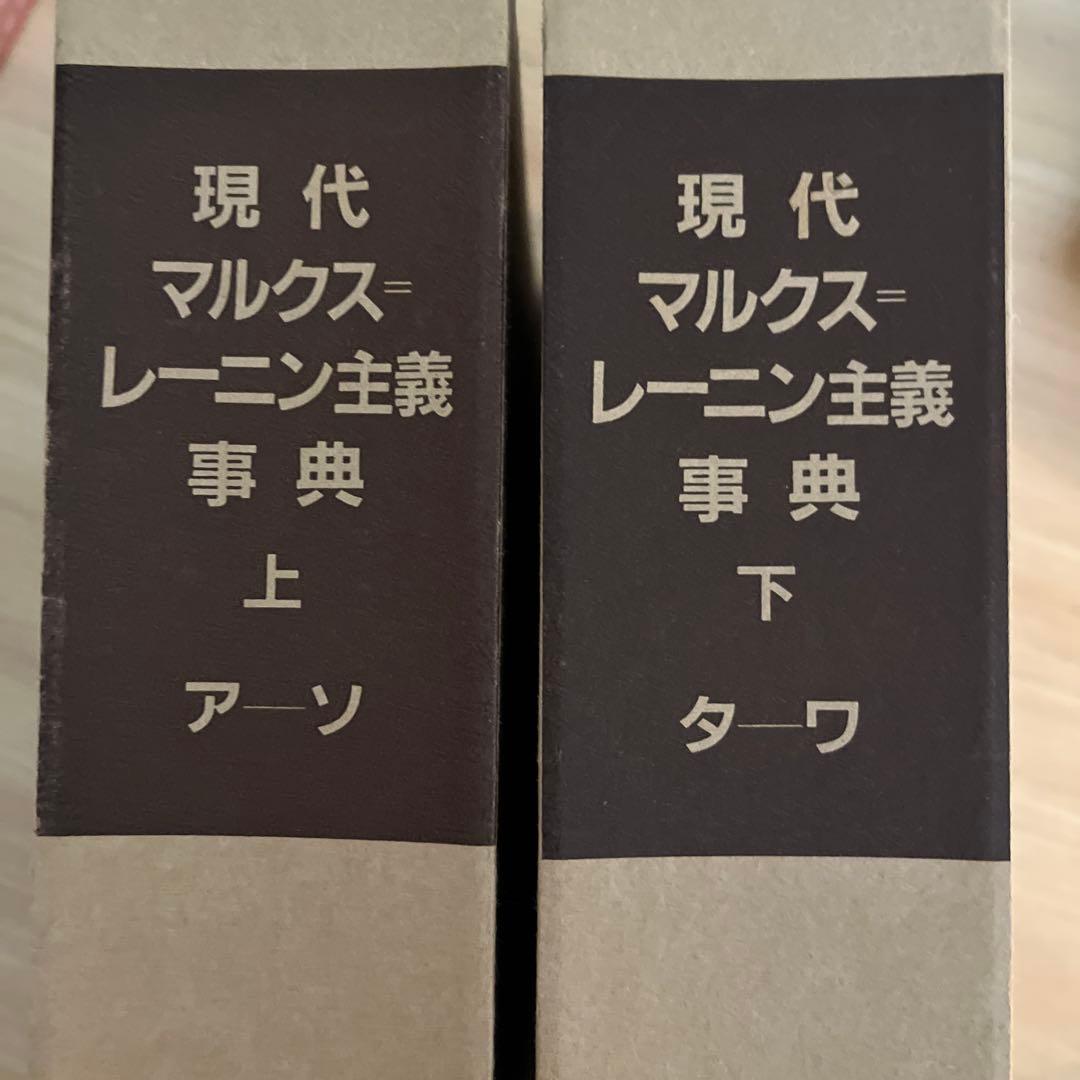 現代
マルクス=
レーニン主義
事典
上
ア—ソ
現代
マルクス=
レーニン主義
事典
下
タ—ワ